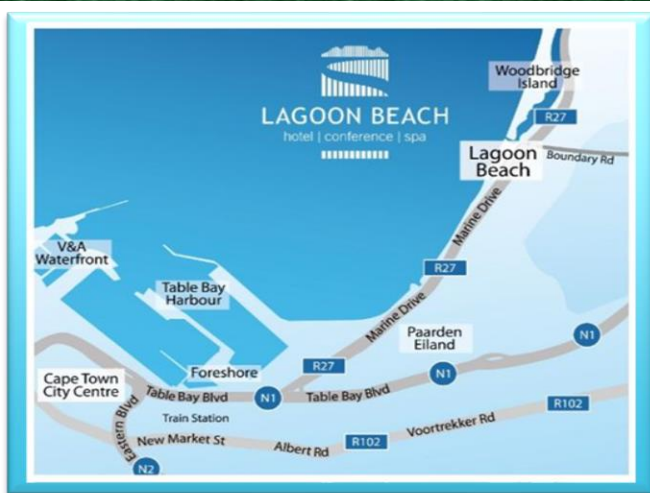 LAGOON BEACH
hotel | conference | spa
Woodbridge
Island
R27
Lagoon
Beach
Boundary Rd
Marine Drive
V&A
Waterfront
R27
Table Bay
Harbour
Marine Drive
Paarden
Eiland
N1
Foreshore
R27
N1
Cape Town
City Centre
Table Bay Blvd
N1
Table Bay Blvd
R102
Train Station
Eastern Blvd
New Market St
Albert Rd
R102
Voortrekker Rd
N2